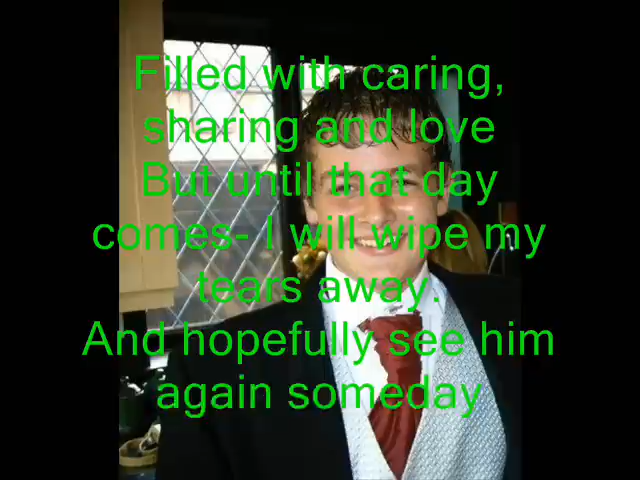 Filled with caring,
sharing and love
But until that day
comes- I will wipe my
tears away.
And hopefully see him
again someday